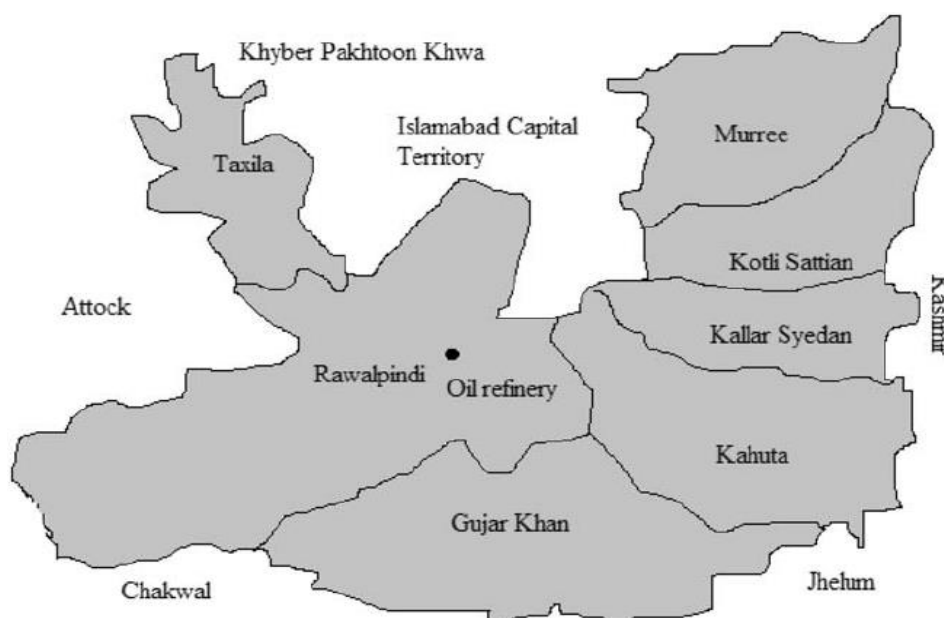 Khyber Pakhtoon Khwa
Islamabad Capital
Territory
Murree
Taxila
Kotli Sattian
Attock
Kashmir
Kallar Syedan
Rawalpindi
Oil refinery
Kahuta
Gujar Khan
Chakwal
Jhelum